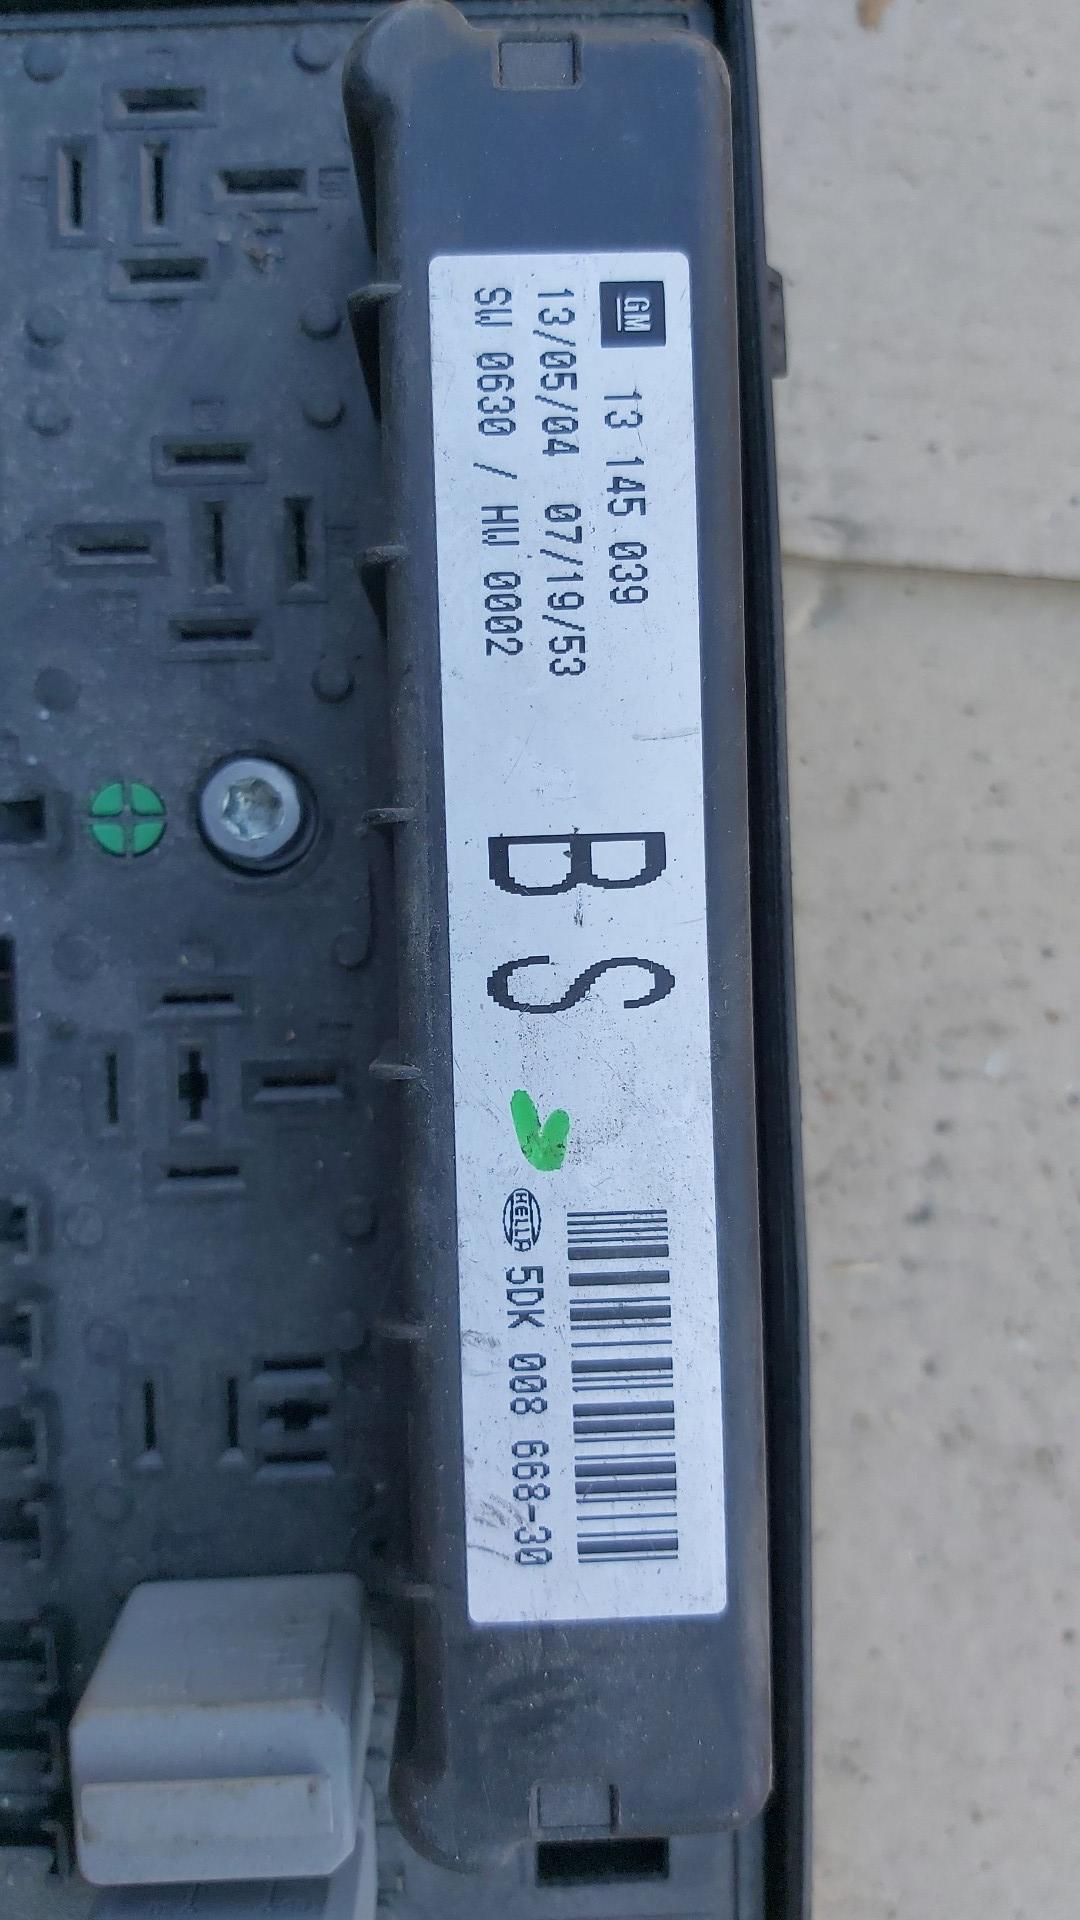 GM 13 145 039
13/05/04 07/19/53
SW 0630 / HW 0002
BS
HELLA 5DK 008 668-30